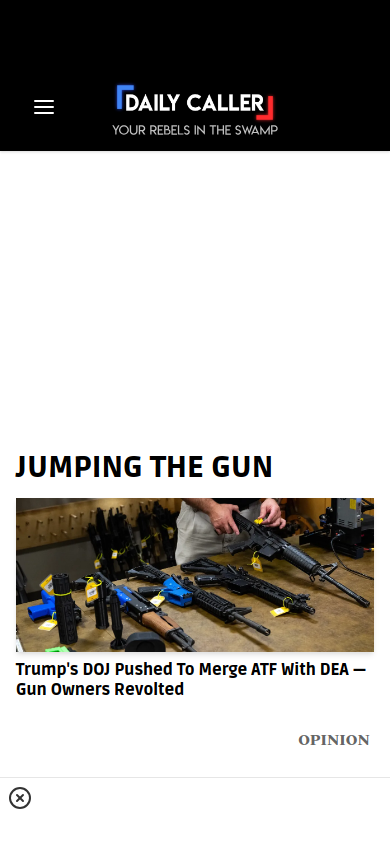 DAILY CALLER
YOUR REBELS IN THE SWAMP
JUMPING THE GUN
Trump's DOJ Pushed To Merge ATF With DEA —
Gun Owners Revolted
OPINION